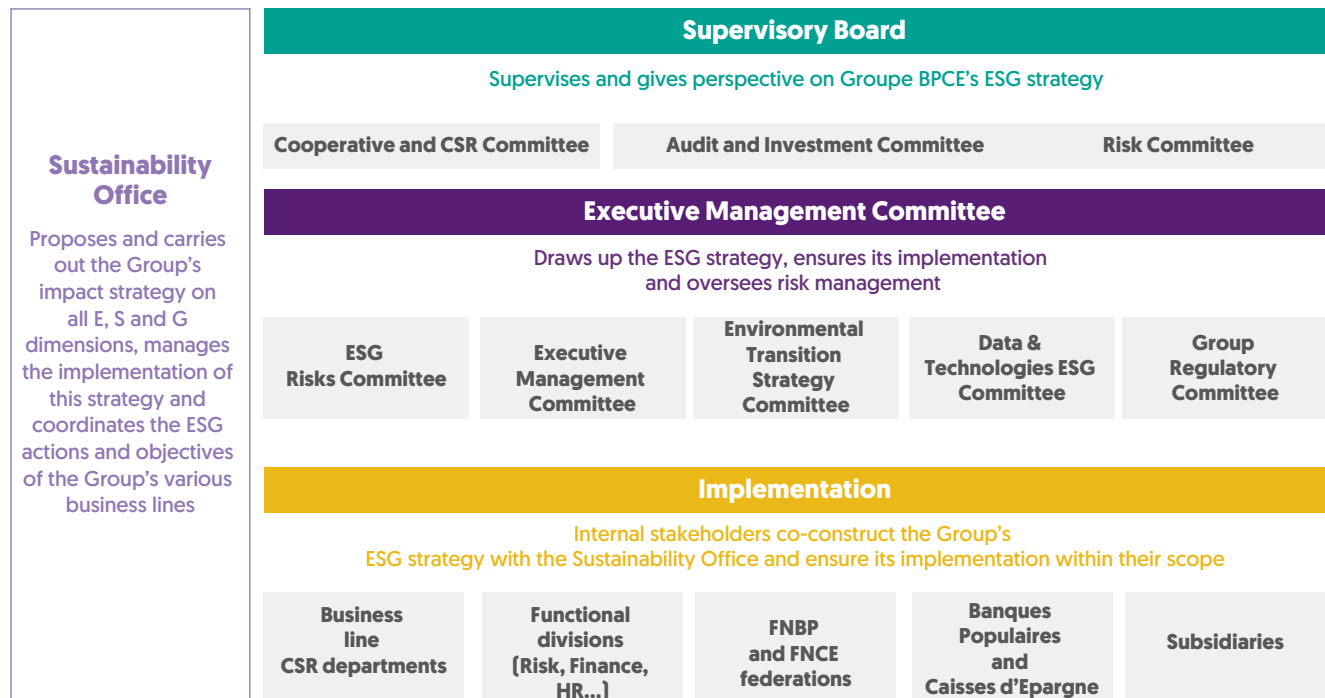 Sustainability
Office
Proposes and carries
out the Group’s
impact strategy on
all E, S and G
dimensions, manages
the implementation of
this strategy and
coordinates the ESG
actions and objectives
of the Group’s various
business lines
Supervisory Board
Supervises and gives perspective on Groupe BPCE’s ESG strategy
Cooperative and CSR Committee
Audit and Investment Committee
Risk Committee
Executive Management Committee
Draws up the ESG strategy, ensures its implementation
and oversees risk management
ESG
Risks Committee
Executive
Management
Committee
Environmental
Transition
Strategy
Committee
Data &
Technologies ESG
Committee
Group
Regulatory
Committee
Implementation
Internal stakeholders co-construct the Group’s
ESG strategy with the Sustainability Office and ensure its implementation within their scope
Business
line
CSR departments
Functional
divisions
(Risk, Finance,
HR...)
FNBP
and FNCE
federations
Banques
Populaires
and
Caisses d’Epargne
Subsidiaries